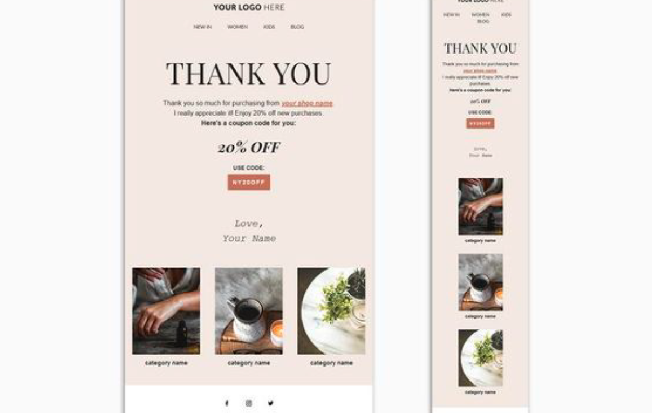 YOUR LOGO HERE
NEW IN WOMEN KIDS BLOG
THANK YOU
Thank you so much for purchasing from your shop name.
I really appreciate it! Enjoy 20% off new purchases.
Here's a coupon code for you:
20% OFF
USE CODE:
Love,
Your Name
category name category name category name
YOUR LOGO HERE
NEW IN WOMEN KIDS
BLOG
THANK YOU
Thank you so much for purchasing from
your shop name.
I really appreciate it! Enjoy 20% off new
purchases.
Here's a coupon code for you:
20% OFF
USE CODE:
Love,
Your Name
category name
category name
category name